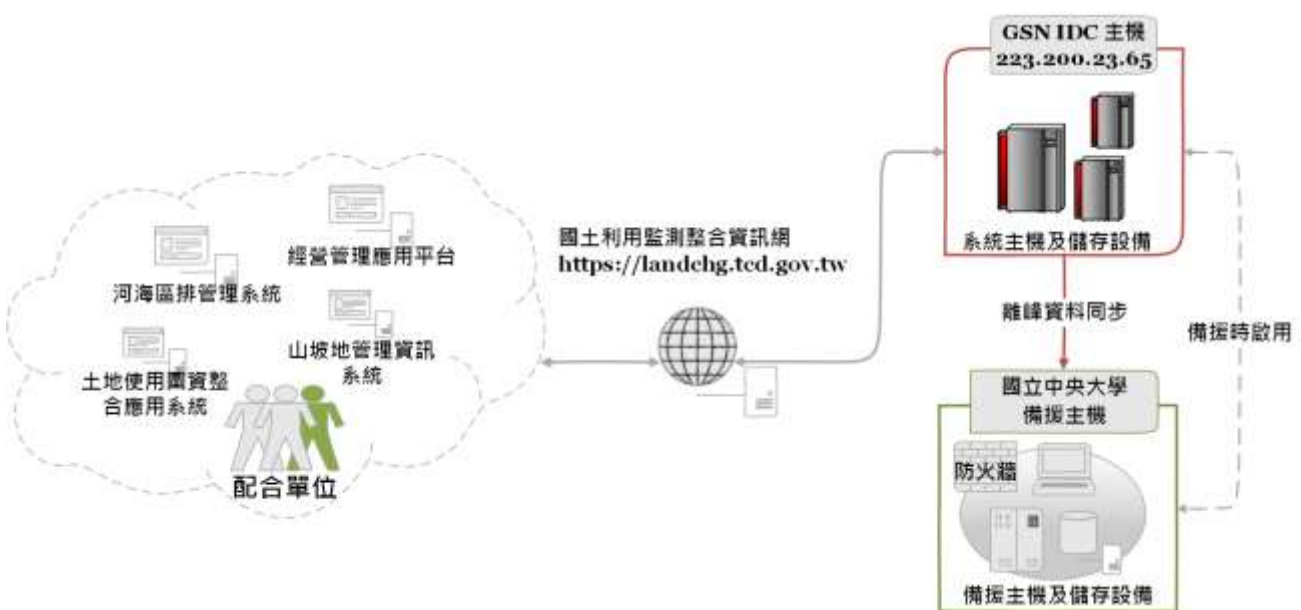 GSN IDC 主機
223.200.23.65
系統主機及儲存設備
經營管理應用平台
河海區排管理系統
山坡地管理資訊
系統
土地使用圖資整
合應用系統
配合單位
國土利用監測整合資訊網
https://landchg.tcd.gov.tw
離峰資料同步
備援時啟用
國立中央大學
備援主機
防火牆
備援主機及儲存設備